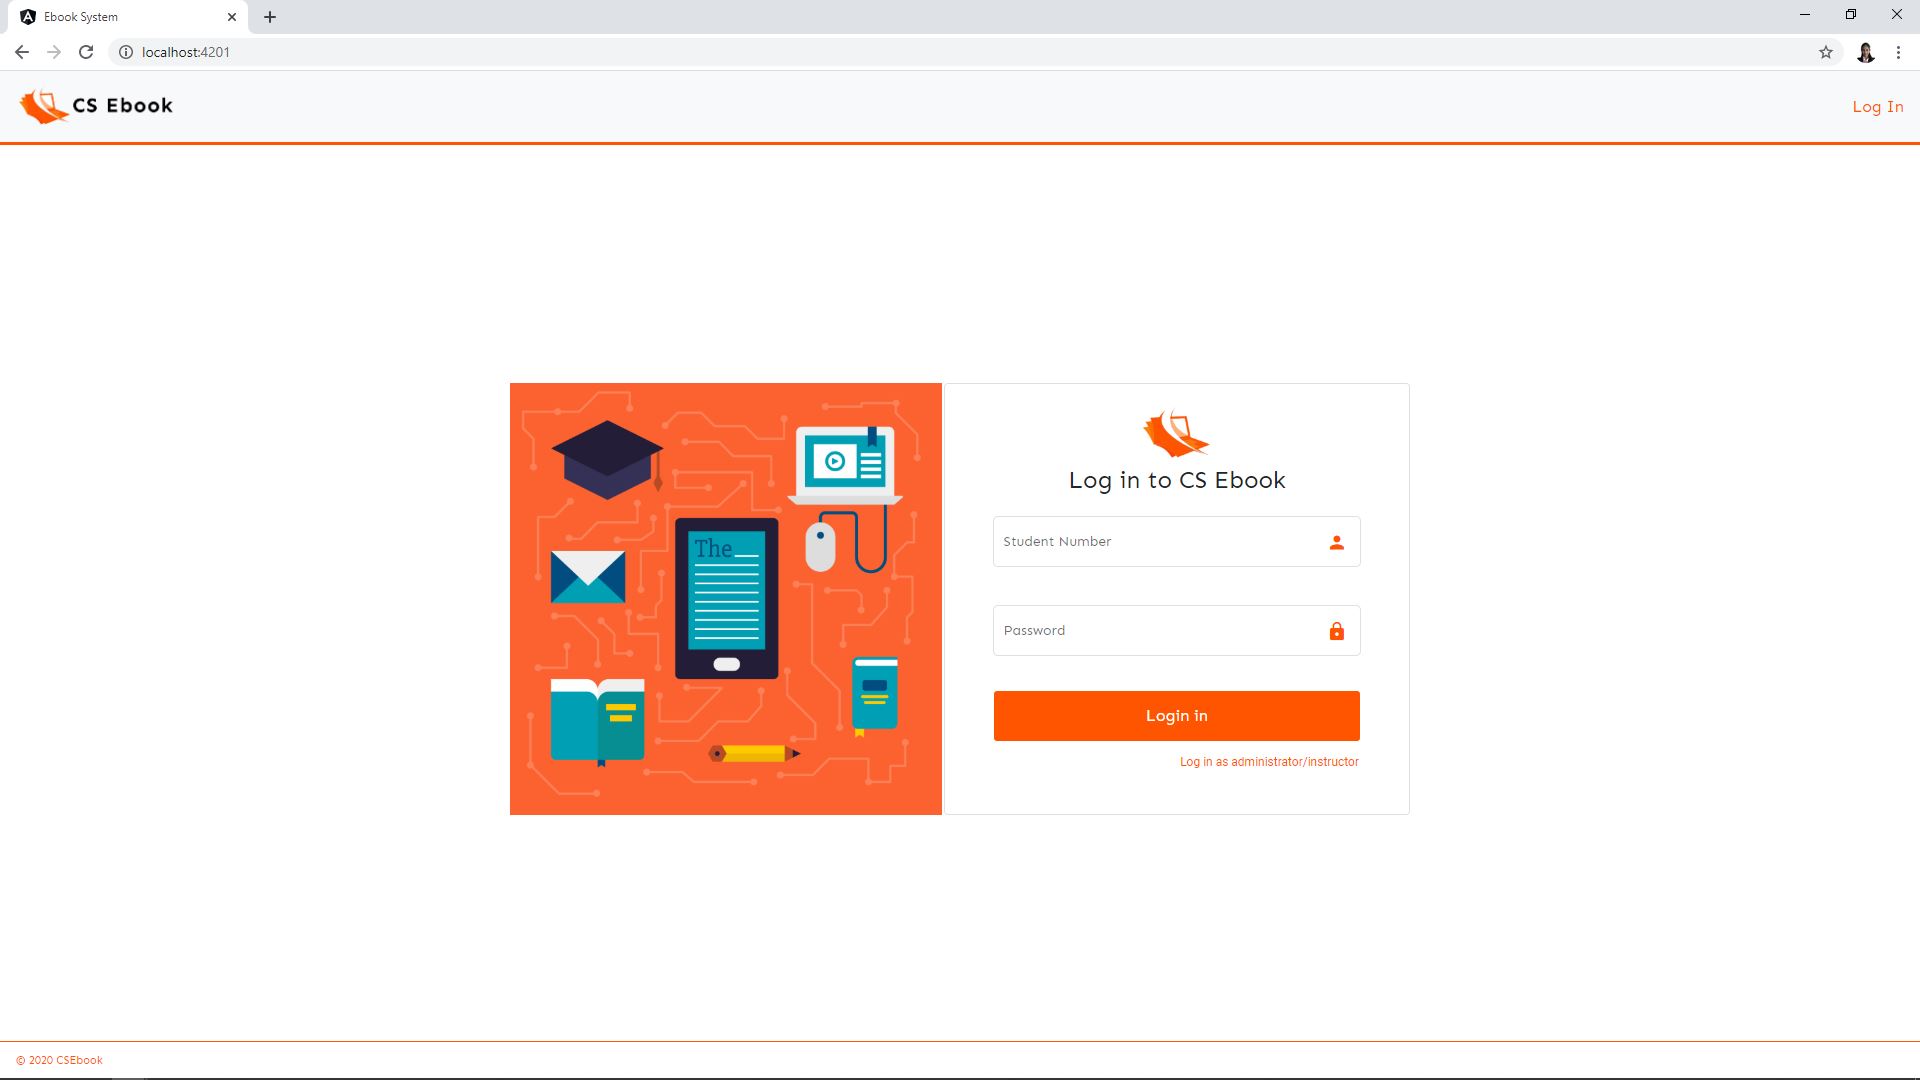 Ebook System
localhost:4201
CS Ebook
Log In
The
Log in to CS Ebook
Student Number
Password
Login in
Log in as administrator/instructor
© 2020 CSEbook